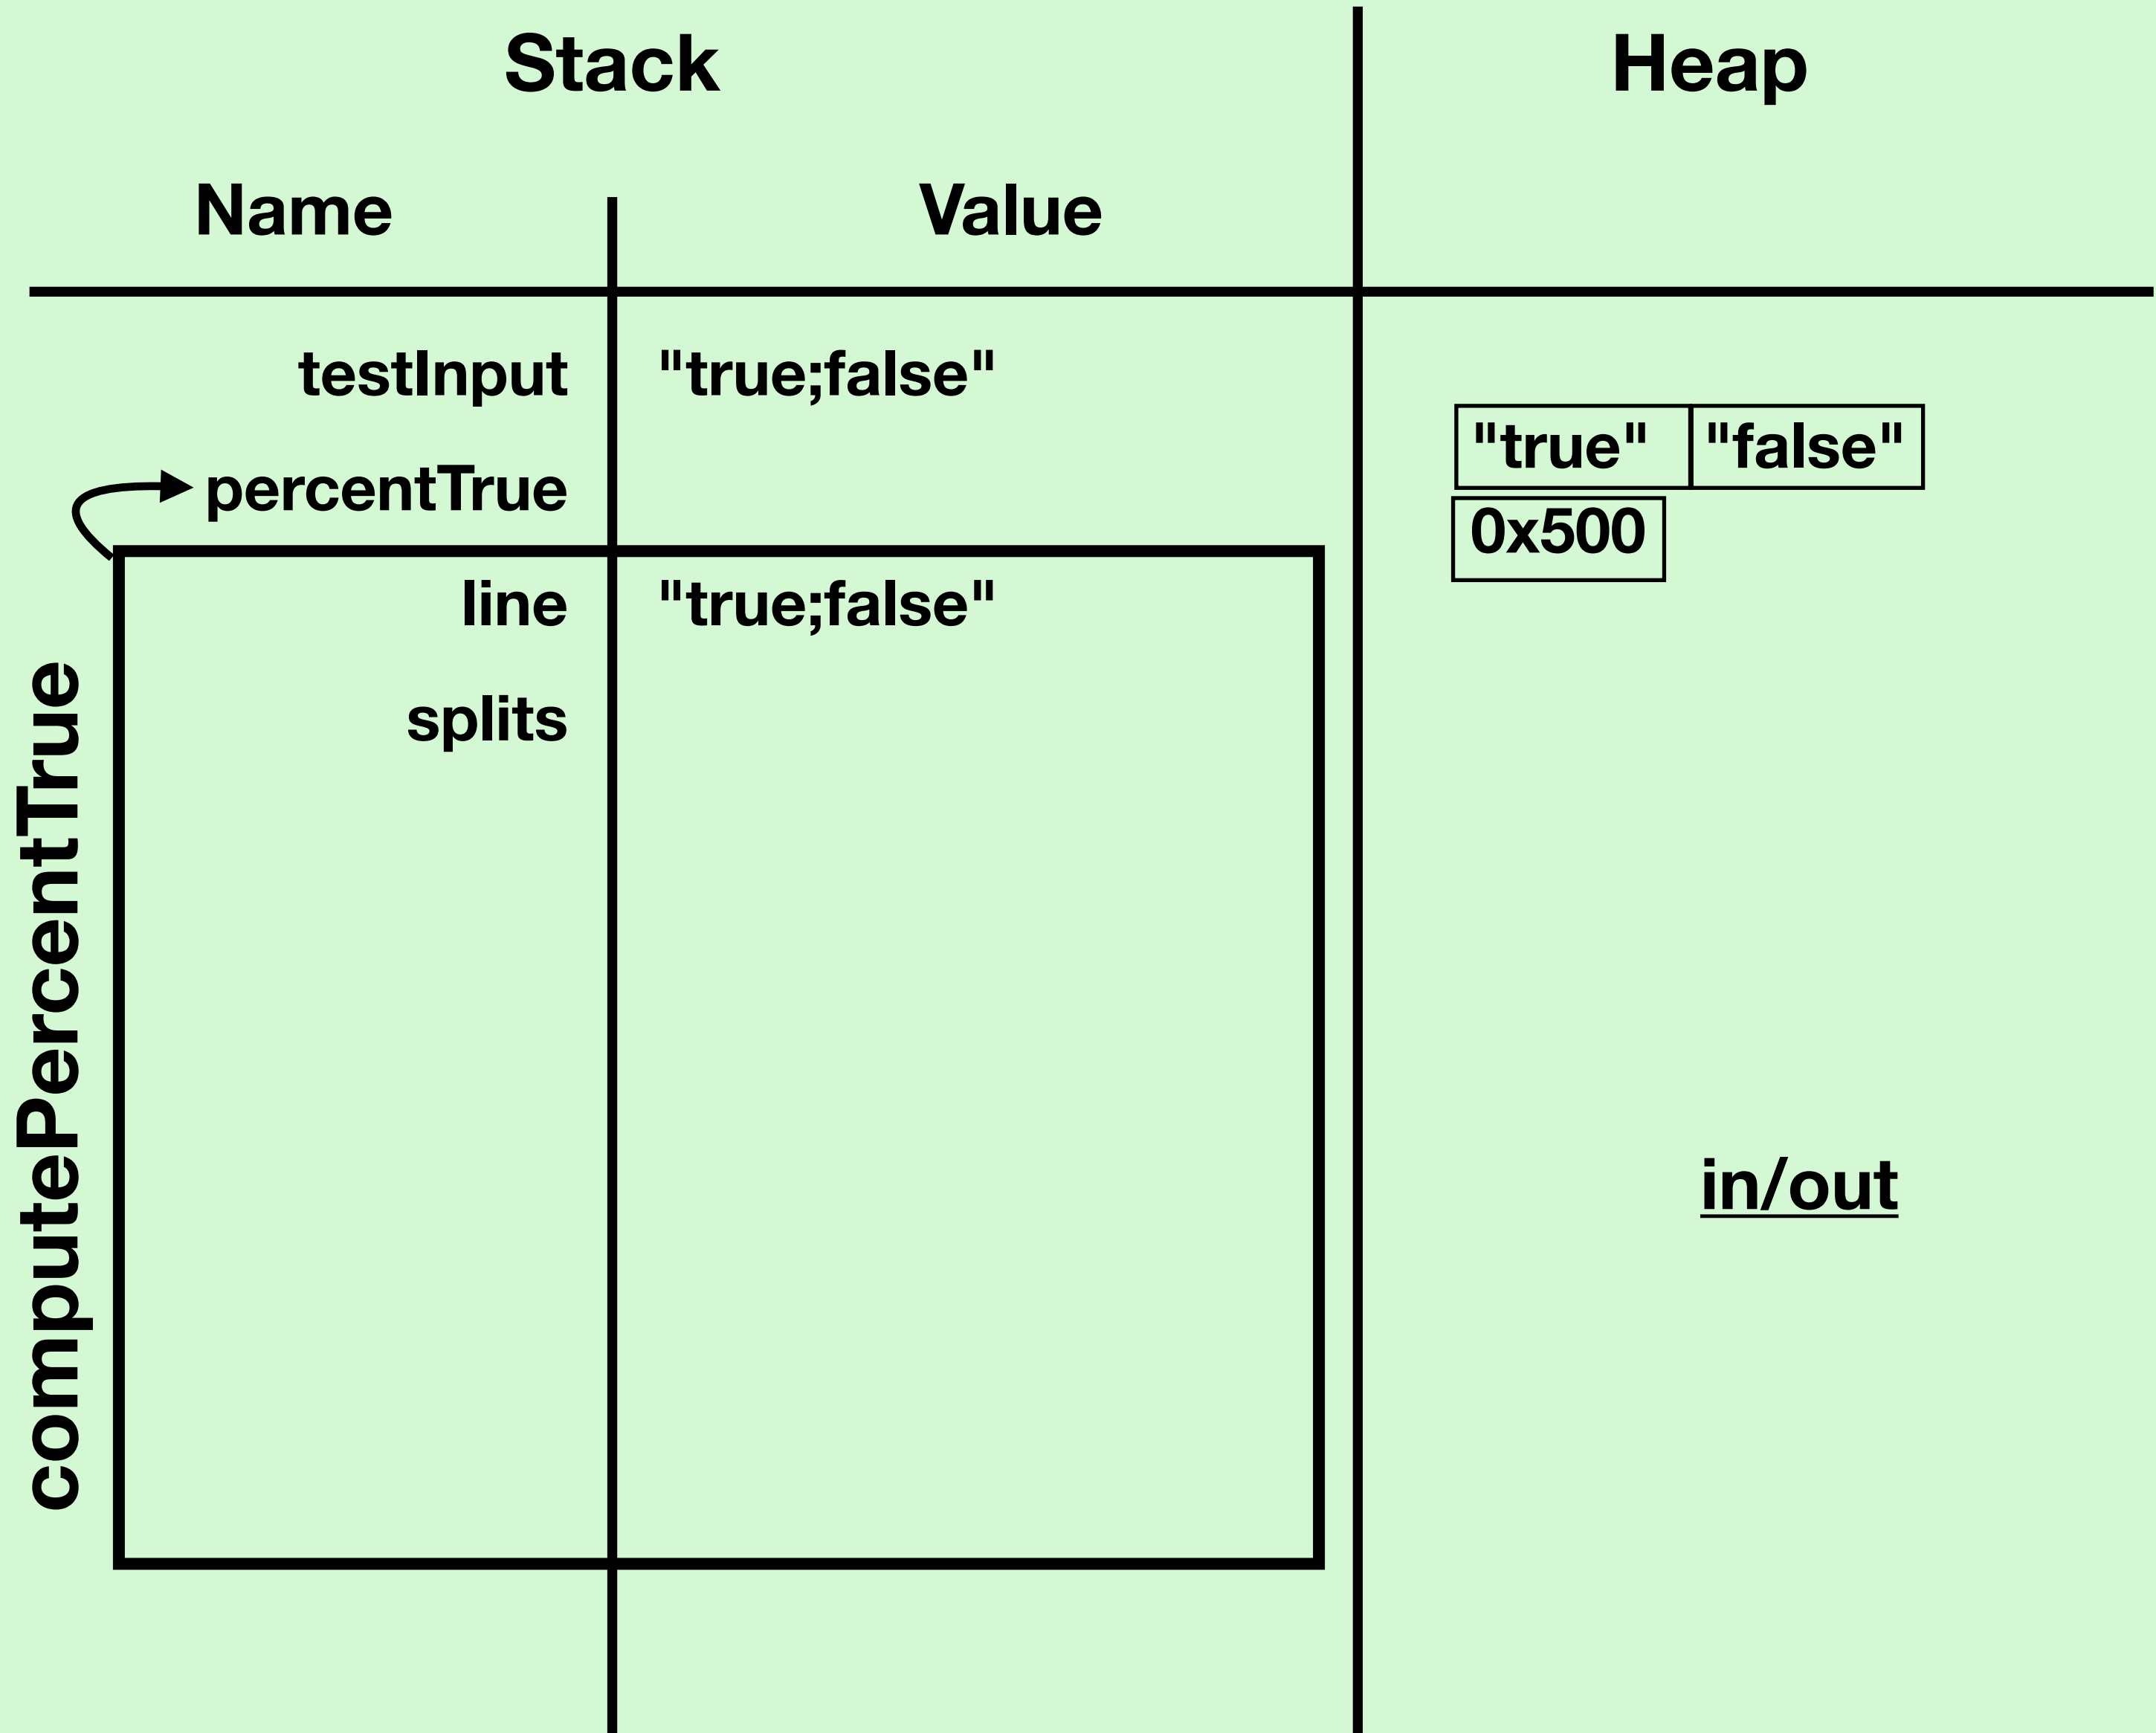 Stack
Heap
Name
Value
testInput
"true;false"
"true"
"false"
percentTrue
0x500
line
"true;false"
splits
computePercentTrue
in/out